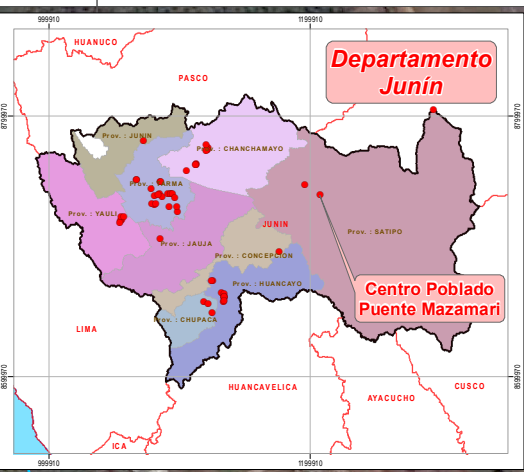 999910
1199910
HUANUCO
PASCO
Departamento
Junín
8799970
8799970
Prov. : JUNIN
Prov. : CHANCHAMAYO
Prov. : TARMA
Prov. : YAULI
JUNIN
Prov. : SATIPO
Prov. : JAUJA
Prov. : CONCEPCION
Prov. : HUANCAYO
Centro Poblado
Puente Mazamari
Prov. : CHUPACA
LIMA
8599970
8599970
HUANCAVELICA
CUSCO
AYACUCHO
ICA
999910
1199910